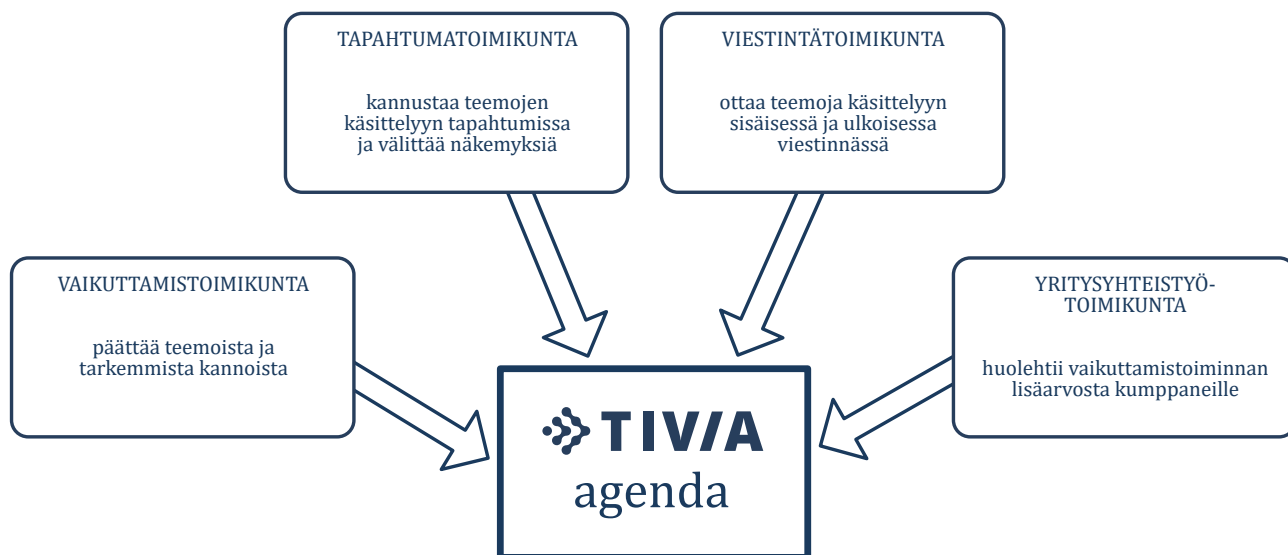 TAPAHTUMATOIMIKUNTA
kannustaa teemojen
käsittelyyn tapahtumissa
ja välittää näkemyksiä
VIESTINTÄTOIMIKUNTA
ottaa teemoja käsittelyyn
sisäisessä ja ulkoisessa
viestinnässä
VAIKUTTAMISTOIMIKUNTA
päättää teemoista ja
tarkemmista kannoista
YRITYSYHTEISTYÖ-
TOIMIKUNTA
huolehtii vaikuttamistoiminnan
lisäarvosta kumppaneille
TIVIA
agenda